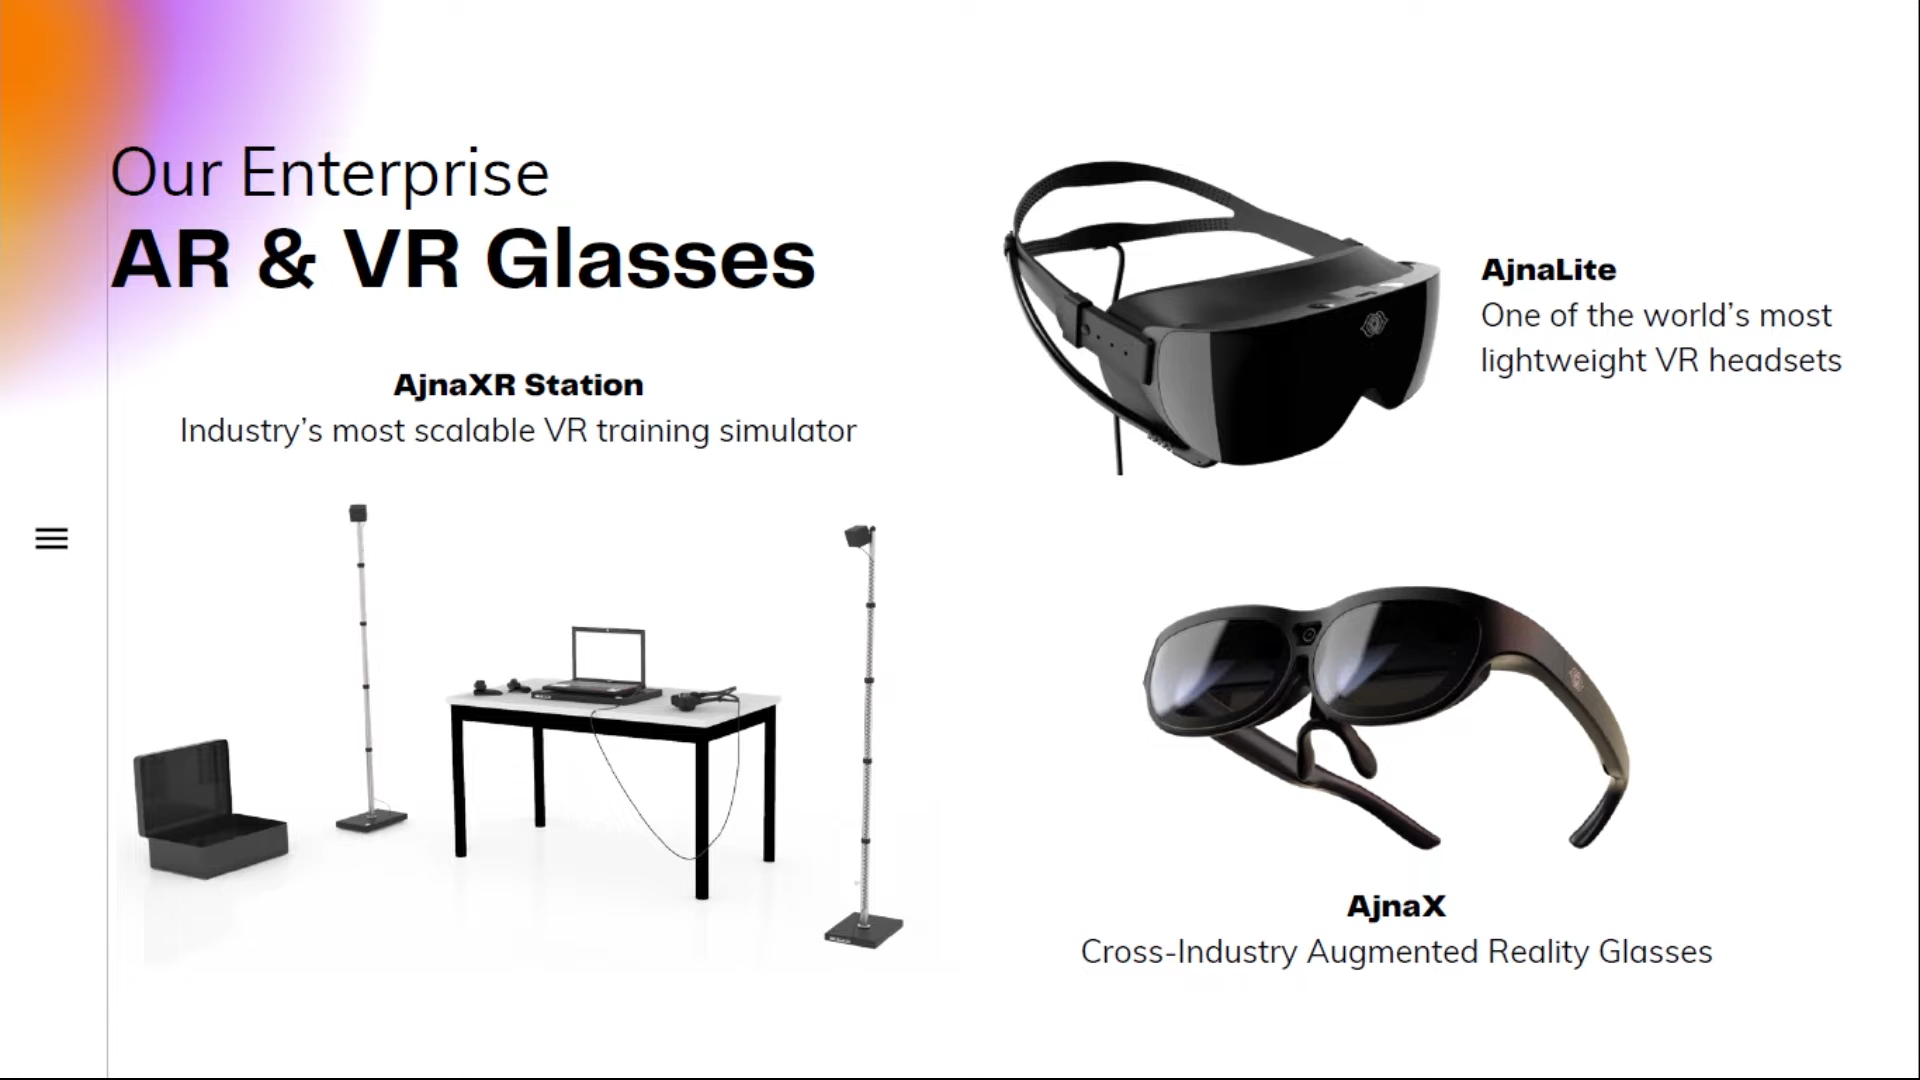 Our Enterprise
AR & VR Glasses
AjnaXR Station
Industry’s most scalable VR training simulator
AjnaLite
One of the world’s most
lightweight VR headsets
AjnaX
Cross-Industry Augmented Reality Glasses